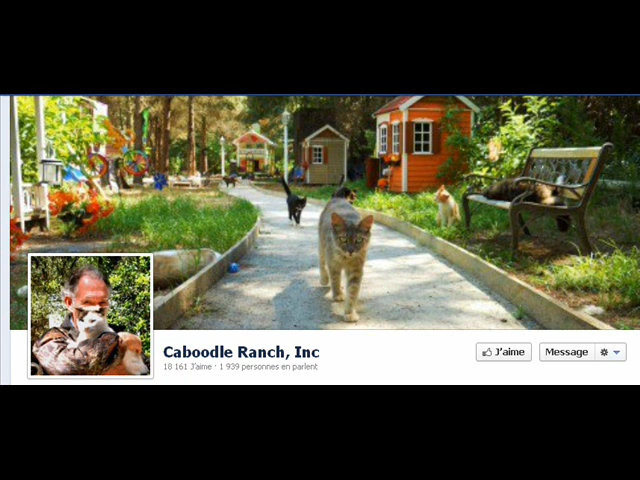 Caboodle Ranch, Inc
J'aime
Message
18 161 J'aime · 1 939 personnes en parlent